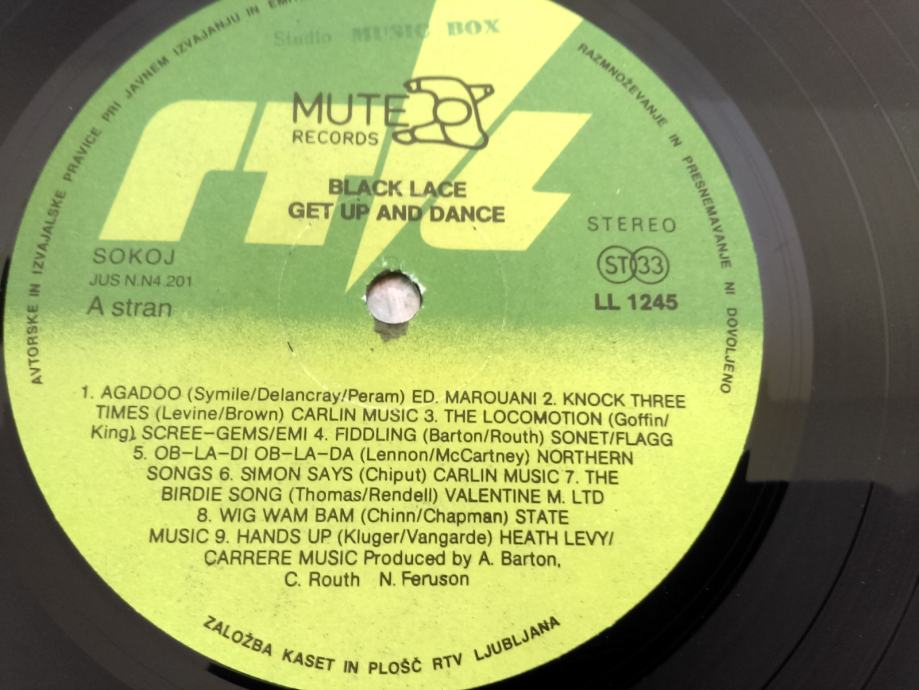 AVTORSKE IN IZVAJALSKE PRAVICE PRI JAVNEM IZVAJANJU IN
RAZMNOŽEVANJE IN PRESNEMAVANJE NI DOVOLJENO
Studio MUSIC BOX
MUTE
RECORDS
rtlt
BLACK LACE
GET UP AND DANCE
STEREO
SOKOJ
JUS N.N4.201
A stran
ST 33
LL 1245
1. AGADOO (Symile/Delancray/Peram) ED. MAROUANI 2. KNOCK THREE
TIMES (Levine/Brown) CARLIN MUSIC 3. THE LOCOMOTION (Goffin/
King), SCREE-GEMS/EMI 4. FIDDLING (Barton/Routh) SONET/FLAGG
5. OB-LA-DI OB-LA-DA (Lennon/McCartney) NORTHERN
SONGS 6. SIMON SAYS (Chiput) CARLIN MUSIC 7. THE
BIRDIE SONG (Thomas/Rendell) VALENTINE M. LTD
8. WIG WAM BAM (Chinn/Chapman) STATE
MUSIC 9. HANDS UP (Kluger/Vangarde) HEATH LEVY/
CARRERE MUSIC Produced by A. Barton,
C. Routh N. Feruson
ZALOŽBA KASET IN PLOŠČ RTV LJUBLJANA